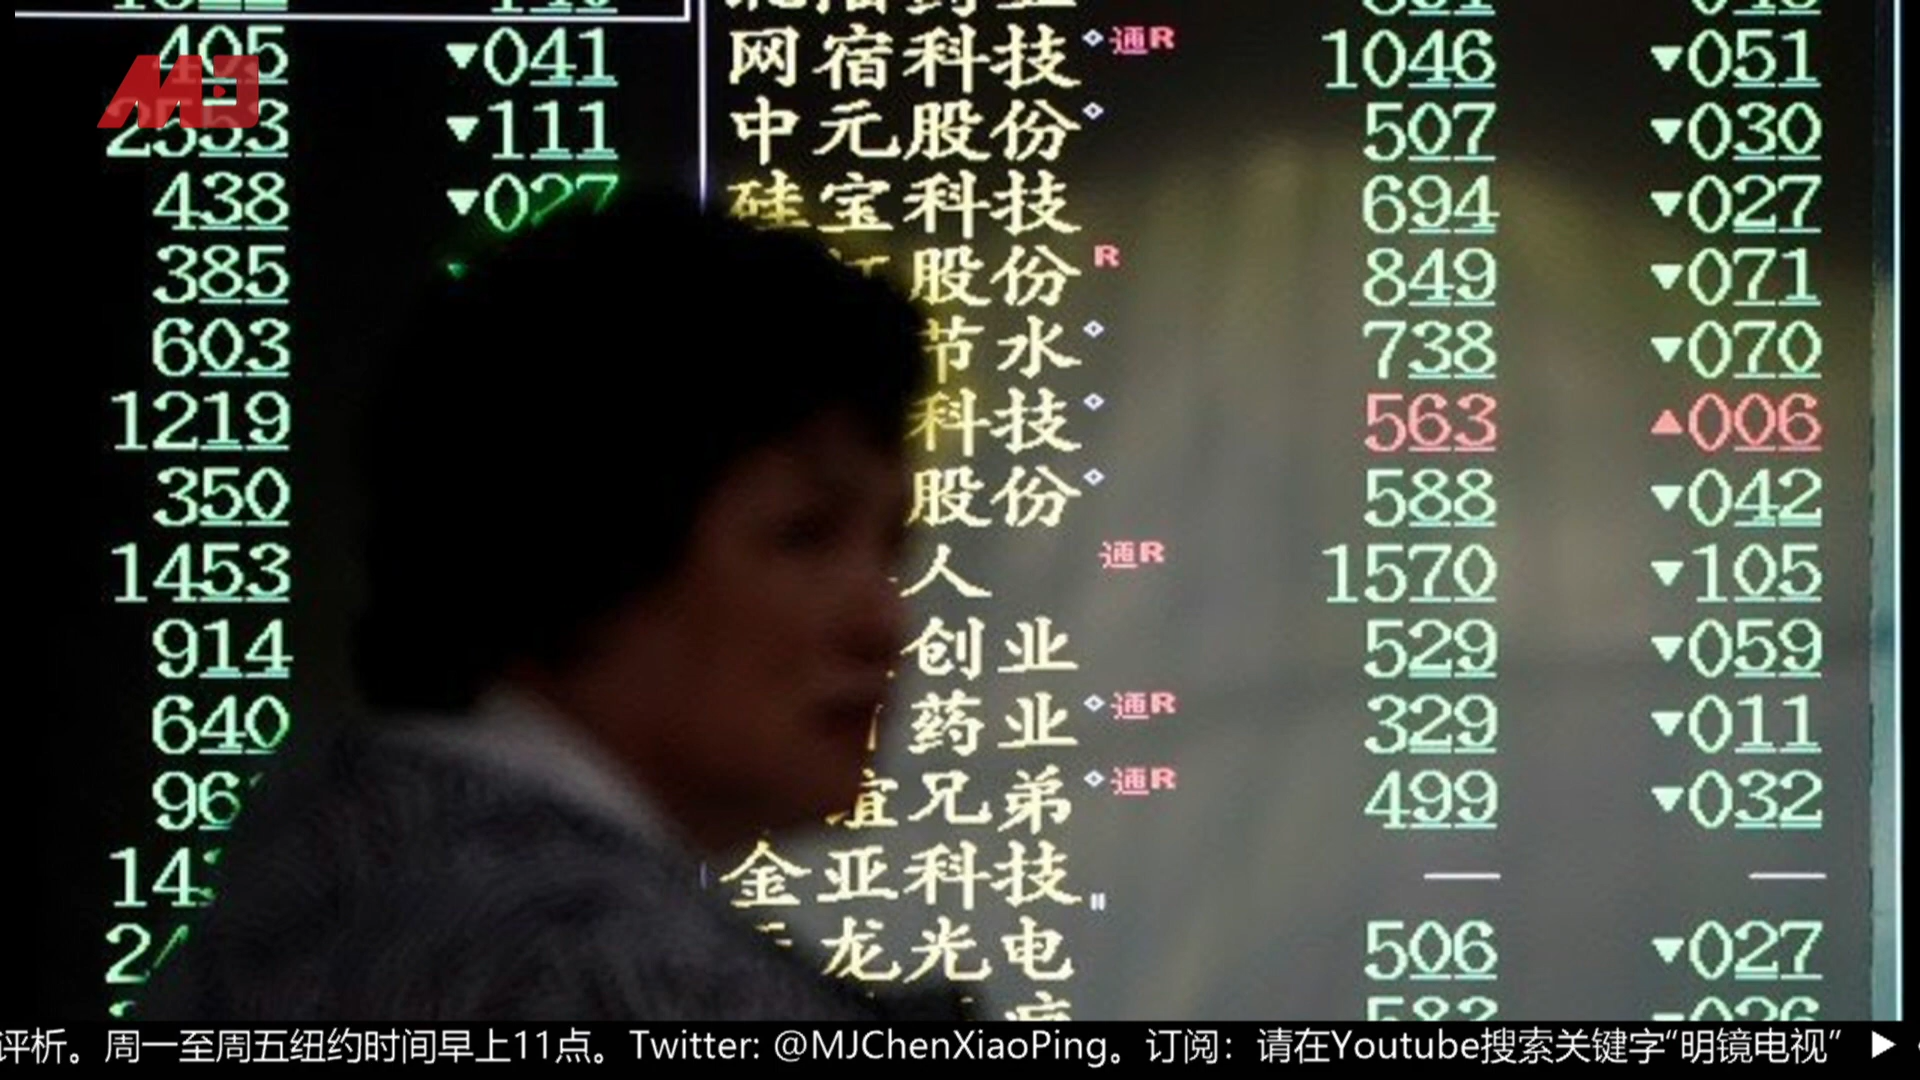 405 ▼041 网宿科技 通R 1046 ▼051
2553 ▼111 中元股份 507 ▼030
438 ▼027 硅宝科技 694 ▼027
385 股份 R 849 ▼071
603 节水 738 ▼070
1219 科技 563 ▲006
350 股份 588 ▼042
1453 人 通R 1570 ▼105
914 创业 529 ▼059
640 药业 通R 329 ▼011
96 谊兄弟 通R 499 ▼032
14 金亚科技 — —
龙光电 506 ▼027
评析。周一至周五纽约时间早上11点。Twitter: @MJChenXiaoPing。订阅：请在Youtube搜索关键字“明镜电视” ▶